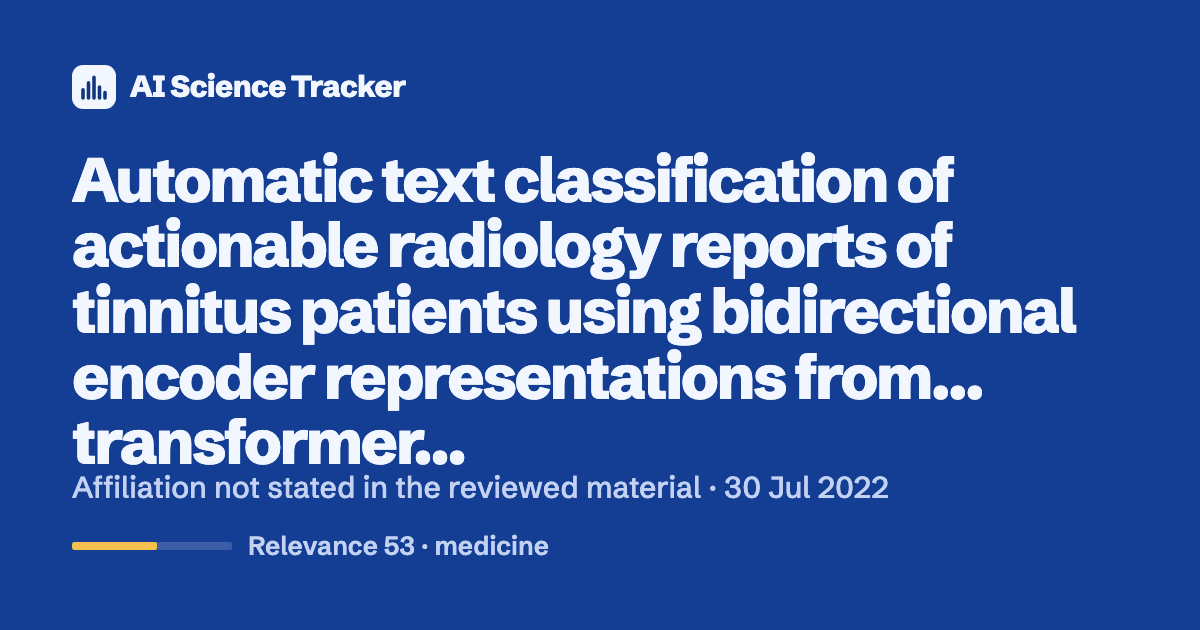 AI Science Tracker
Automatic text classification of
actionable radiology reports of
tinnitus patients using bidirectional
encoder representations from...
transformer...
Affiliation not stated in the reviewed material · 30 Jul 2022
Relevance 53 · medicine